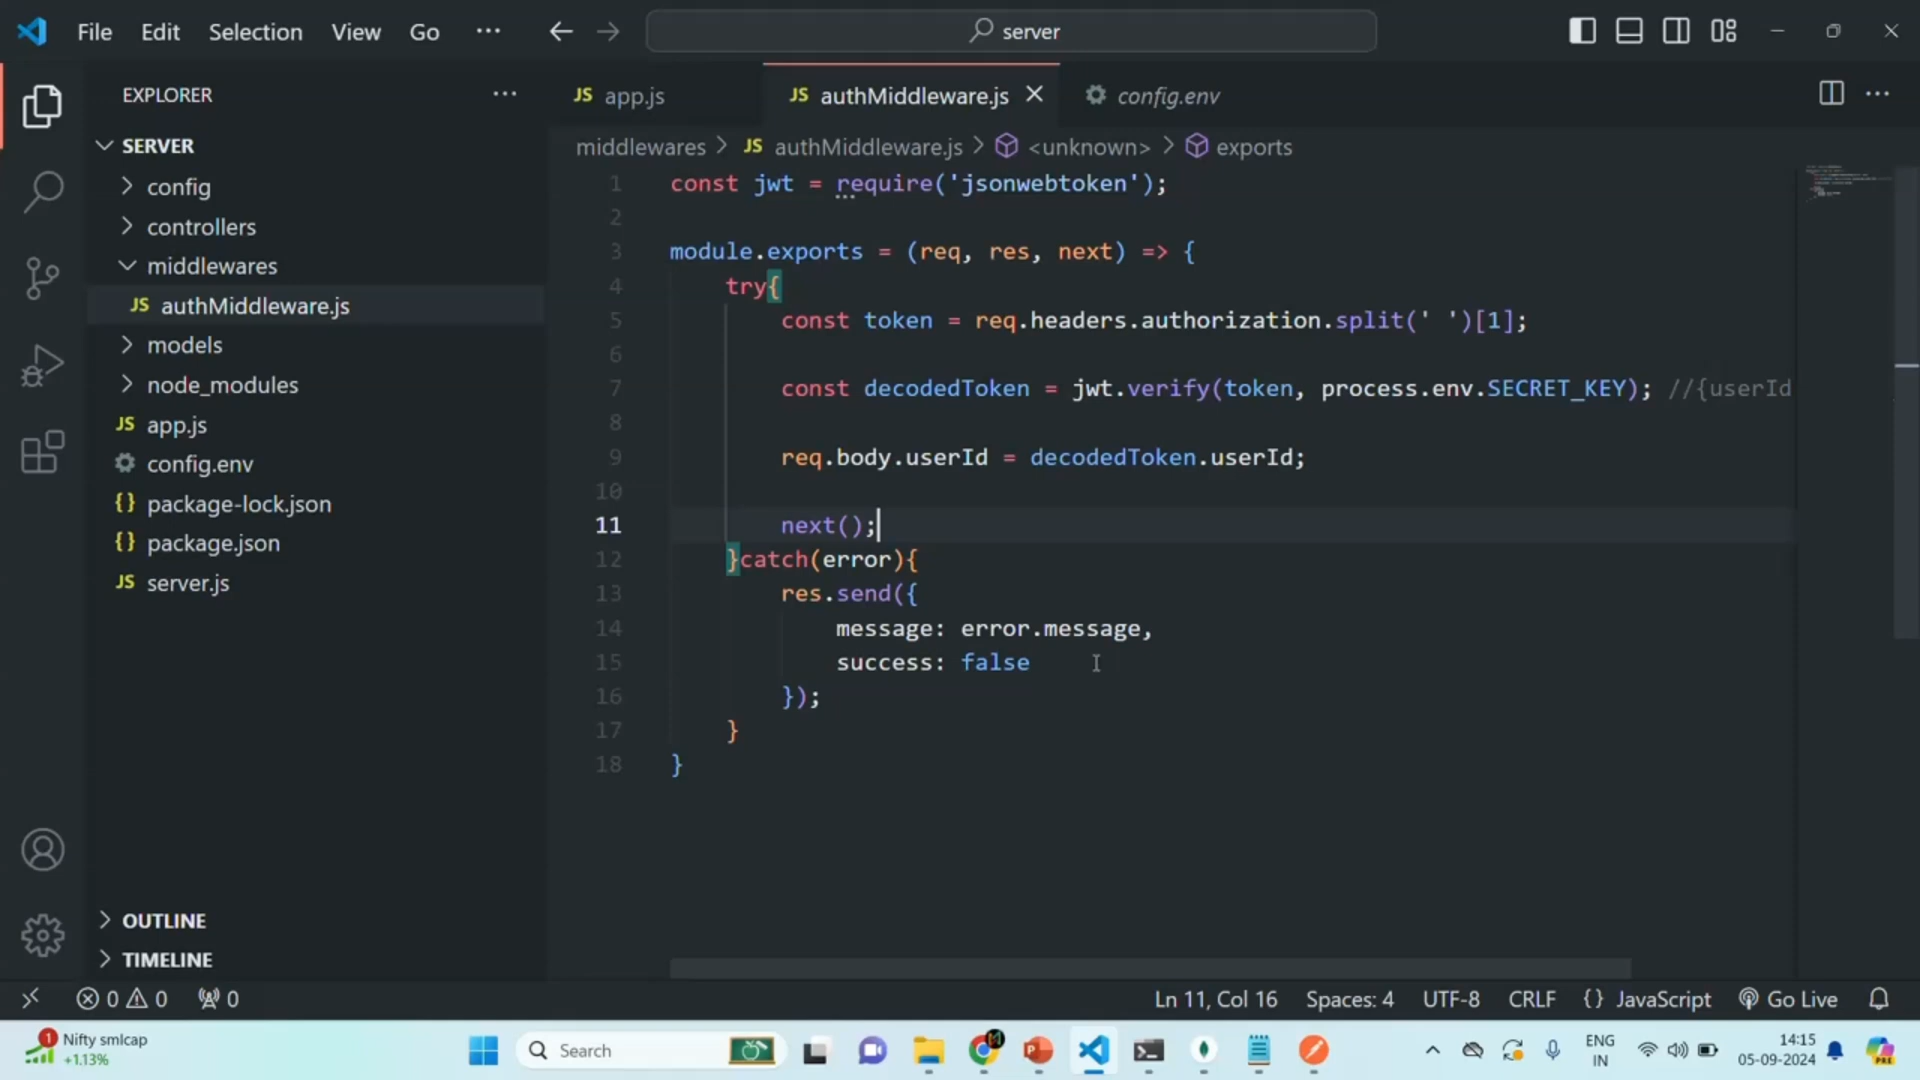 File Edit Selection View Go ··· server
EXPLORER ···
SERVER
config
controllers
middlewares
JS authMiddleware.js
models
node_modules
JS app.js
config.env
{} package-lock.json
{} package.json
JS server.js
OUTLINE
TIMELINE
JS app.js JS authMiddleware.js config.env
middlewares > JS authMiddleware.js > <unknown> > exports
1 const jwt = require('jsonwebtoken');
2
3 module.exports = (req, res, next) => {
4 try{
5 const token = req.headers.authorization.split(' ')[1];
6
7 const decodedToken = jwt.verify(token, process.env.SECRET_KEY); //{userId
8
9 req.body.userId = decodedToken.userId;
10
11 next();
12 }catch(error){
13 res.send({
14 message: error.message,
15 success: false
16 });
17 }
18 }
0 0 0 Ln 11, Col 16 Spaces: 4 UTF-8 CRLF {} JavaScript Go Live
1 Nifty smlcap
+1.13%
Search
ENG
IN
14:15
05-09-2024
PRE